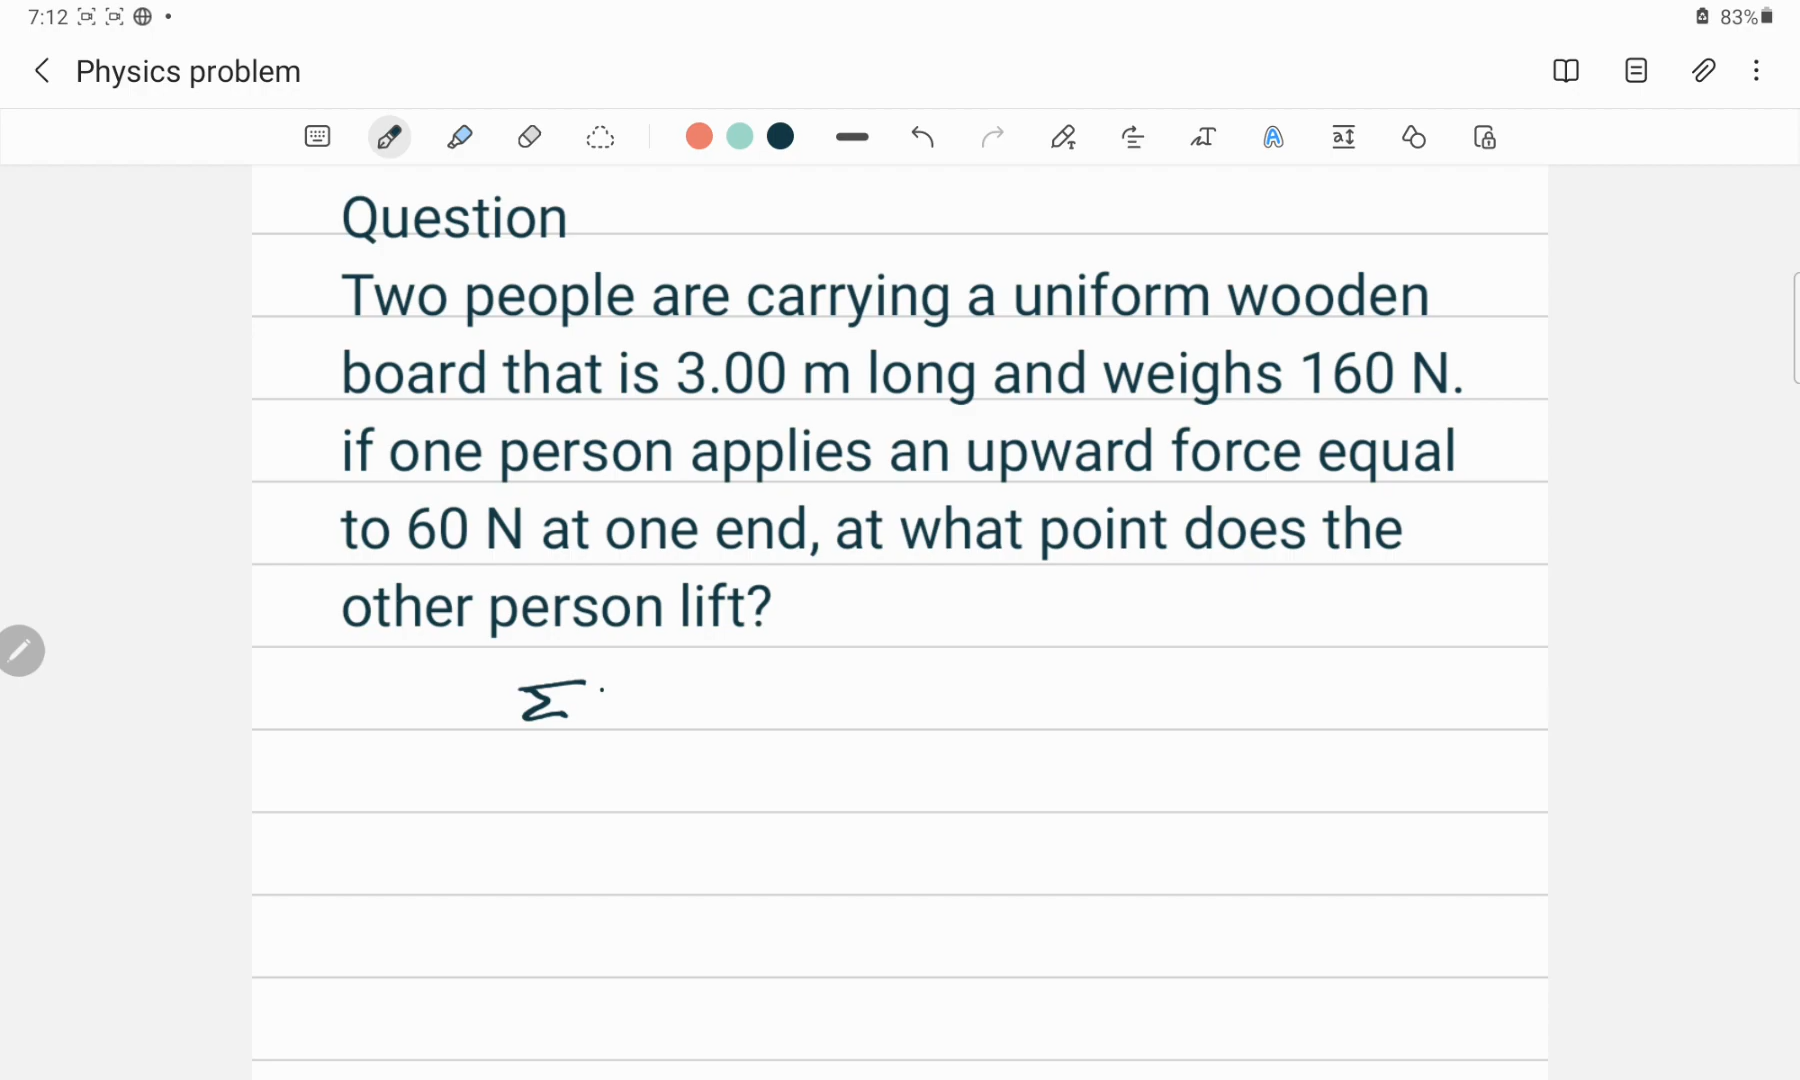 7:12
83%
Physics problem
Question
Two people are carrying a uniform wooden
board that is 3.00 m long and weighs 160 N.
if one person applies an upward force equal
to 60 N at one end, at what point does the
other person lift?
Σ